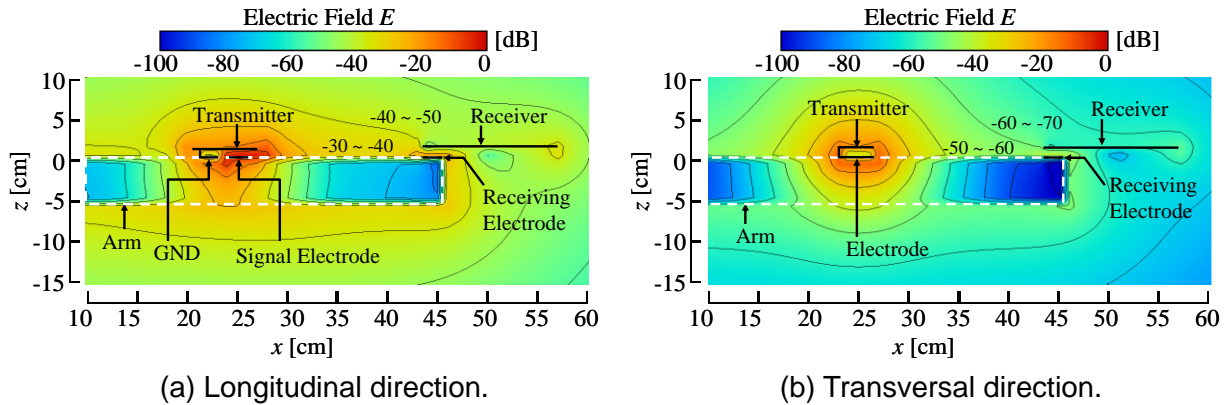 Electric Field E
[dB]
-100 -80 -60 -40 -20 0
10
5
0
-5
-10
-15
z [cm]
Transmitter
-40 ~ -50
Receiver
-30 ~ -40
Receiving
Electrode
Arm
GND
Signal Electrode
10 15 20 25 30 35 40 45 50 55 60
x [cm]
(a) Longitudinal direction.
Electric Field E
[dB]
-100 -80 -60 -40 -20 0
10
5
0
-5
-10
-15
z [cm]
Transmitter
-60 ~ -70
Receiver
-50 ~ -60
Receiving
Electrode
Arm
Electrode
10 15 20 25 30 35 40 45 50 55 60
x [cm]
(b) Transversal direction.